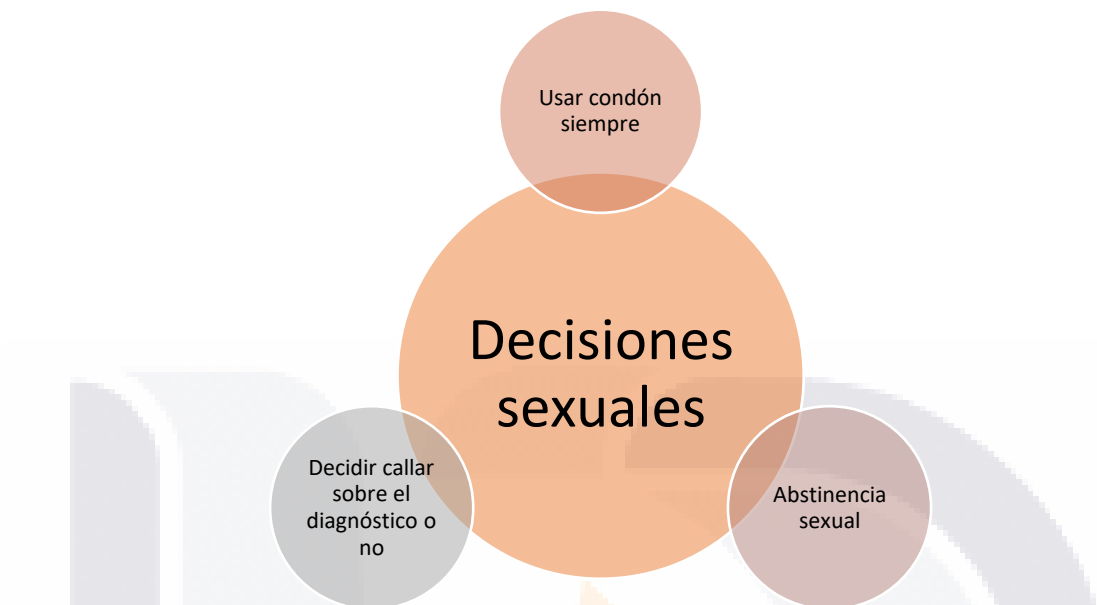 Usar condón
siempre
Decisiones
sexuales
Decidir callar
sobre el
diagnóstico o
no
Abstinencia
sexual